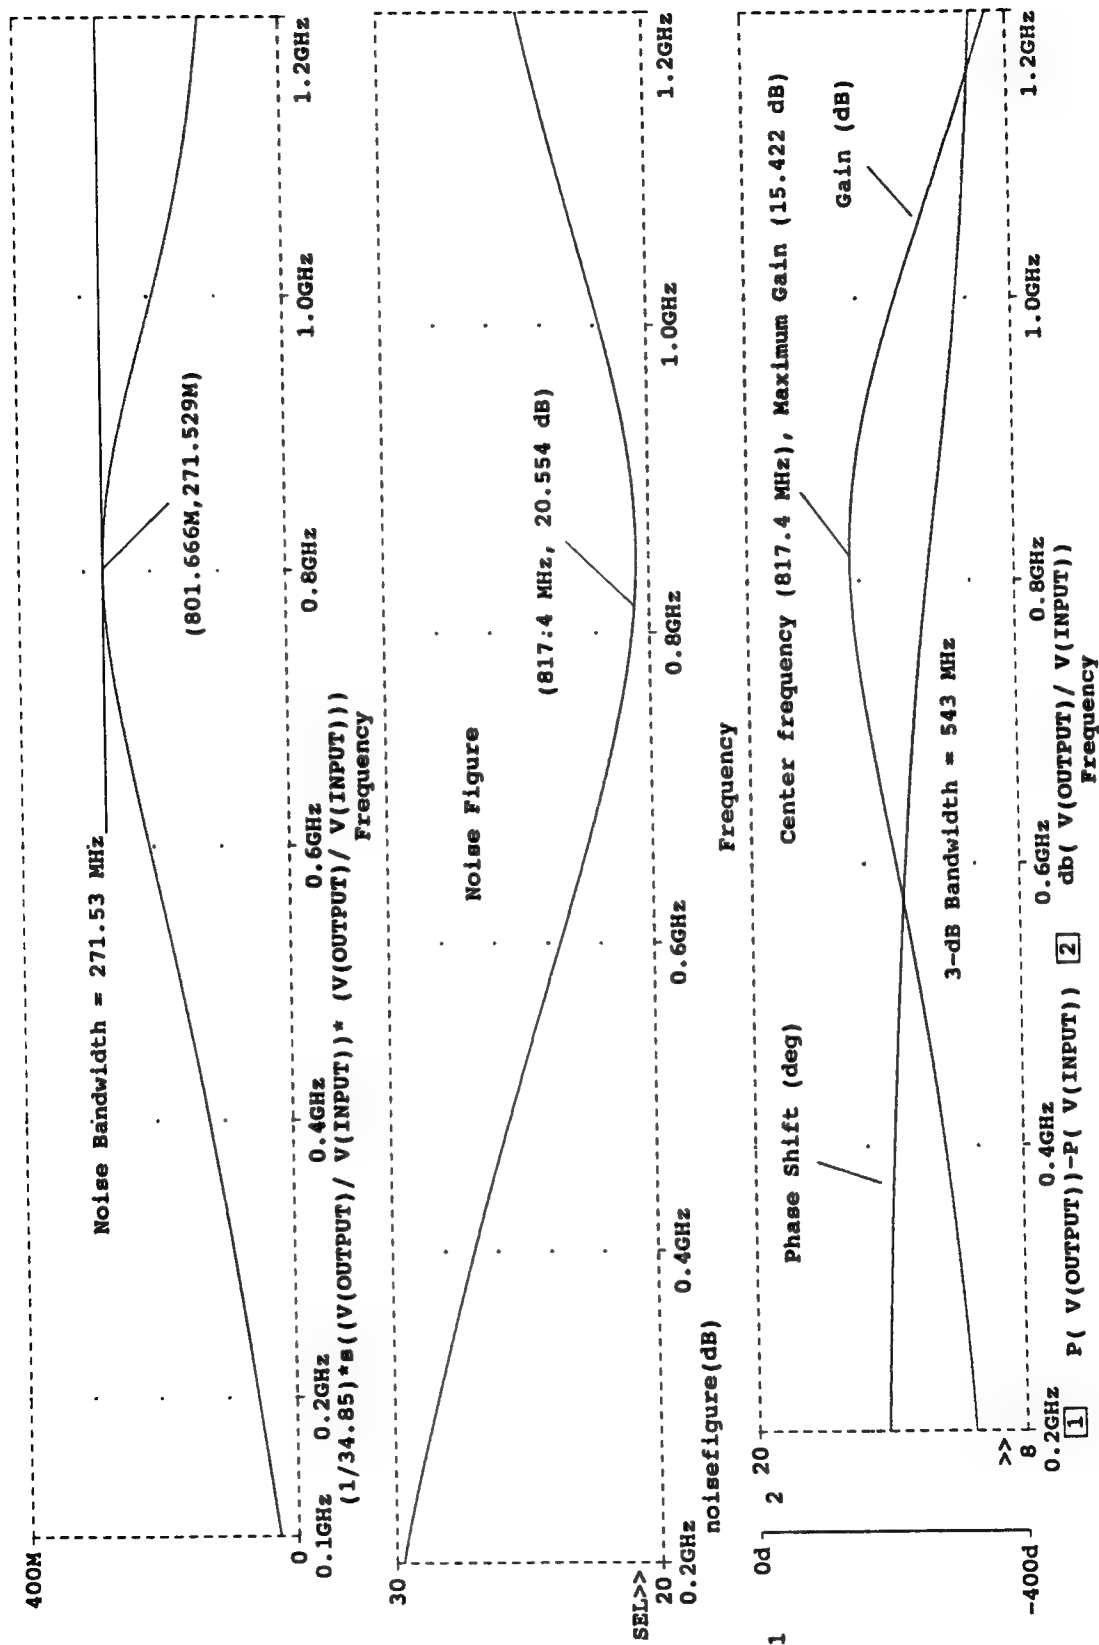 400M
Noise Bandwidth = 271.53 MHz
(801.666M,271.529M)
0
0.1GHz
0.2GHz
0.4GHz
0.6GHz
0.8GHz
1.0GHz
1.2GHz
(1/34.85)*s((V(OUTPUT)/ V(INPUT))* (V(OUTPUT)/ V(INPUT)))
Frequency
30
Noise Figure
(817.4 MHz, 20.554 dB)
SEL>>
20
0.2GHz
0.4GHz
0.6GHz
0.8GHz
1.0GHz
1.2GHz
noisefigure(dB)
Frequency
1
0d
2
20
Center frequency (817.4 MHz), Maximum Gain (15.422 dB)
Phase Shift (deg)
Gain (dB)
3-dB Bandwidth = 543 MHz
-400d
>>
8
0.2GHz
0.4GHz
0.6GHz
0.8GHz
1.0GHz
1.2GHz
1 P( V(OUTPUT))-P( V(INPUT)) 2 db( V(OUTPUT)/ V(INPUT))
Frequency